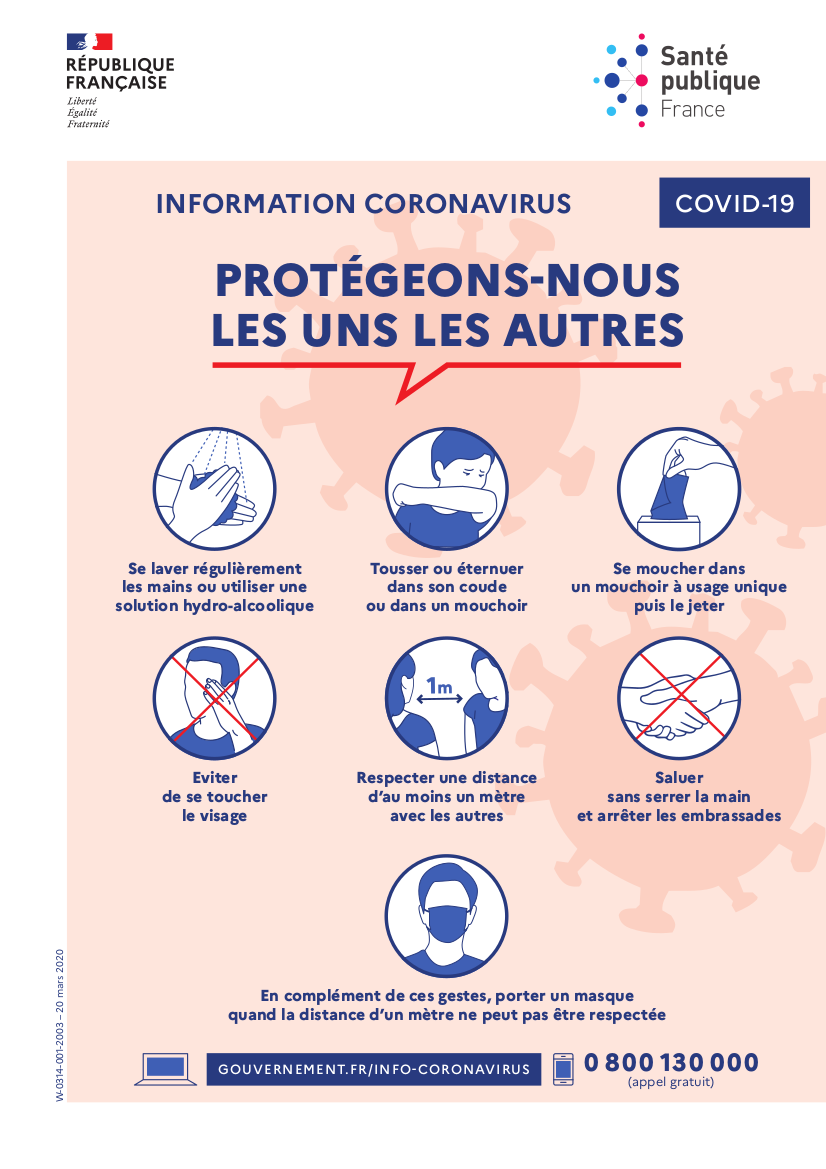 RÉPUBLIQUE
FRANÇAISE
Liberté
Égalité
Fraternité
Santé
publique
France
INFORMATION CORONAVIRUS
COVID-19
PROTÉGEONS-NOUS
LES UNS LES AUTRES
Se laver régulièrement
les mains ou utiliser une
solution hydro-alcoolique
Tousser ou éternuer
dans son coude
ou dans un mouchoir
Se moucher dans
un mouchoir à usage unique
puis le jeter
1m
Eviter
de se toucher
le visage
Respecter une distance
d'au moins un mètre
avec les autres
Saluer
sans serrer la main
et arrêter les embrassades
En complément de ces gestes, porter un masque
quand la distance d'un mètre ne peut pas être respectée
GOUVERNEMENT.FR/INFO-CORONAVIRUS
0 800 130 000
(appel gratuit)
W-0314-001-2003 – 20 mars 2020